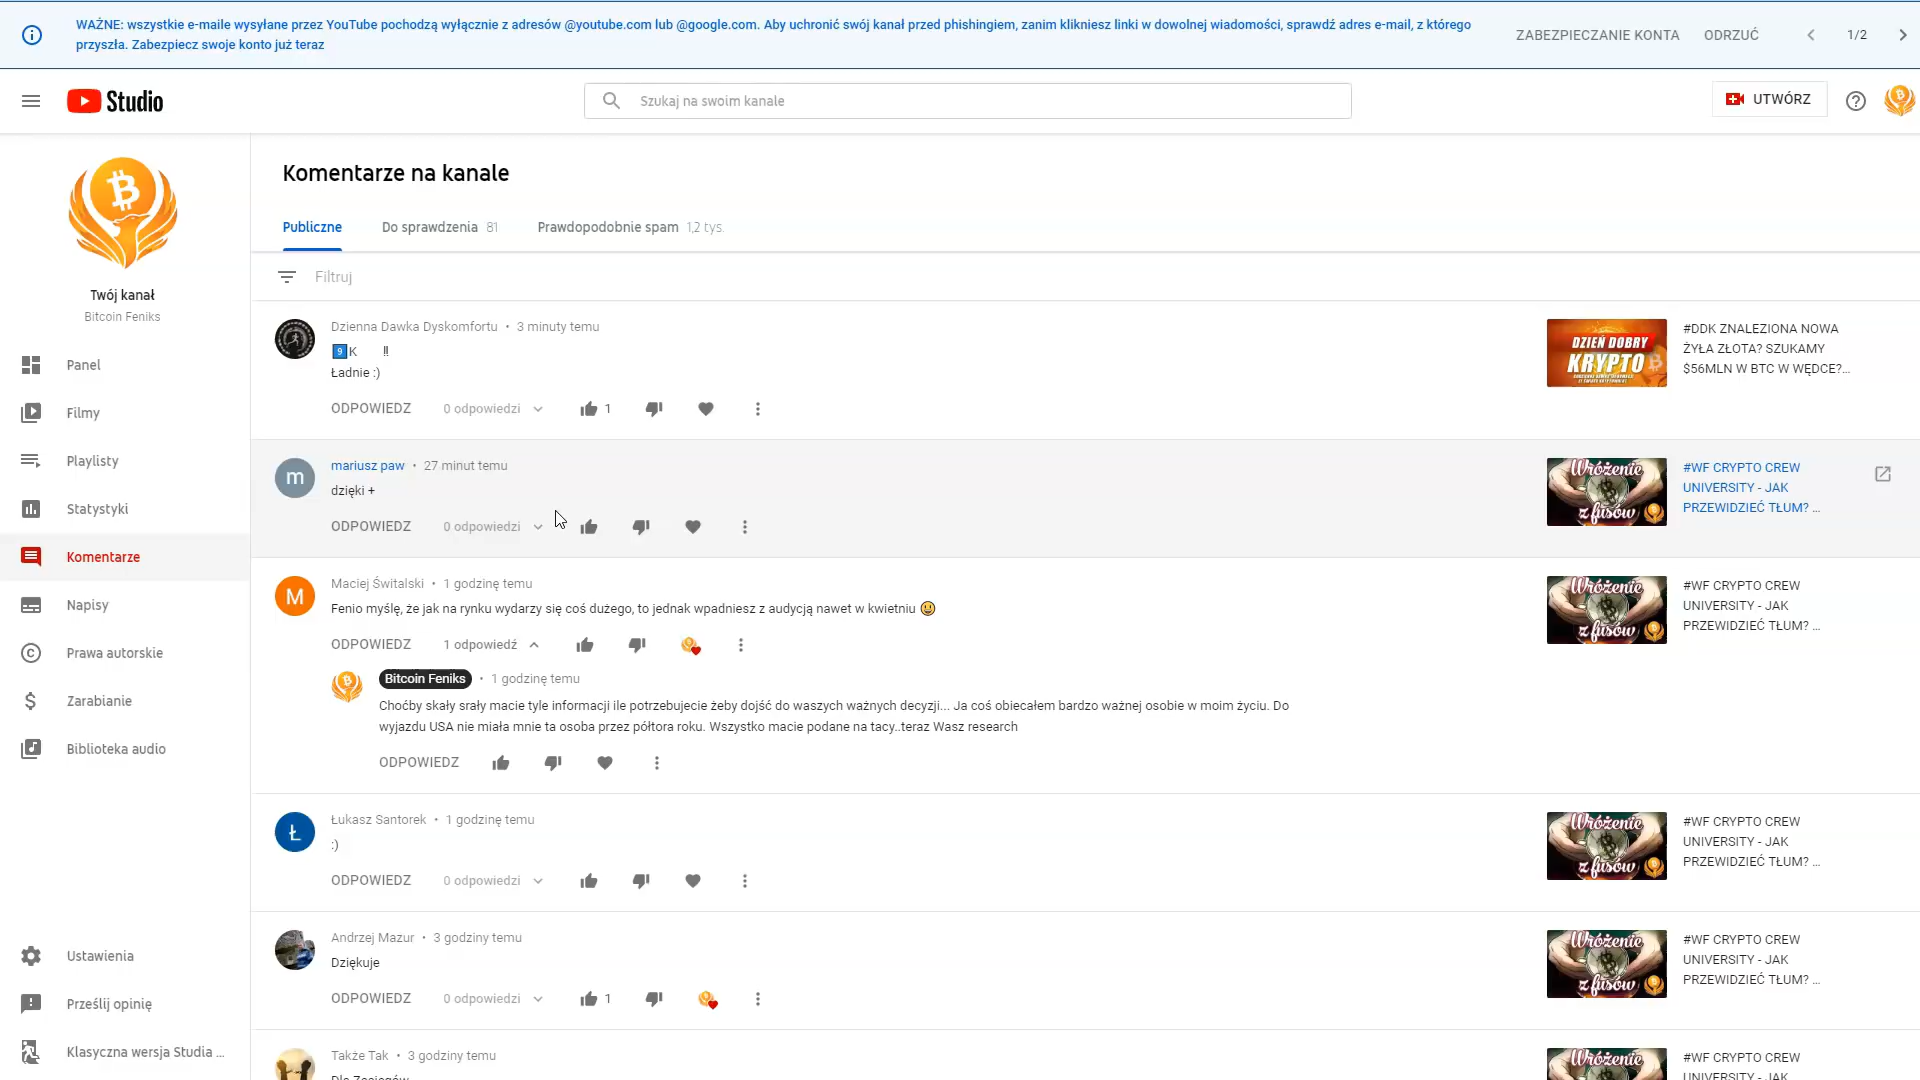 WAŻNE: wszystkie e-maile wysyłane przez YouTube pochodzą wyłącznie z adresów @youtube.com lub @google.com. Aby uchronić swój kanał przed phishingiem, zanim klikniesz linki w dowolnej wiadomości, sprawdź adres e-mail, z którego
przyszła. Zabezpiecz swoje konto już teraz
ZABEZPIECZANIE KONTA
ODRZUĆ
1/2
Studio
Szukaj na swoim kanale
UTWÓRZ
Twój kanał
Bitcoin Feniks
Panel
Filmy
Playlisty
Statystyki
Komentarze
Napisy
Prawa autorskie
Zarabianie
Biblioteka audio
Ustawienia
Prześlij opinię
Klasyczna wersja Studia ...
Komentarze na kanale
Publiczne
Do sprawdzenia 81
Prawdopodobnie spam 1,2 tys.
Filtruj
Dzienna Dawka Dyskomfortu • 3 minuty temu
9 K ‼
Ładnie :)
ODPOWIEDZ 0 odpowiedzi 1
DZIEŃ DOBRY
KRYPTO
#DDK ZNALEZIONA NOWA
ŻYŁA ZŁOTA? SZUKAMY
$56MLN W BTC W WĘDCE?...
m
mariusz paw • 27 minut temu
dzięki +
ODPOWIEDZ 0 odpowiedzi
Wróżenie
z fusów
#WF CRYPTO CREW
UNIVERSITY - JAK
PRZEWIDZIEĆ TŁUM? ...
M
Maciej Świtalski • 1 godzinę temu
Fenio myślę, że jak na rynku wydarzy się coś dużego, to jednak wpadniesz z audycją nawet w kwietniu 🙂
ODPOWIEDZ 1 odpowiedź
Wróżenie
z fusów
#WF CRYPTO CREW
UNIVERSITY - JAK
PRZEWIDZIEĆ TŁUM? ...
Bitcoin Feniks • 1 godzinę temu
Choćby skały srały macie tyle informacji ile potrzebujecie żeby dojść do waszych ważnych decyzji... Ja coś obiecałem bardzo ważnej osobie w moim życiu. Do
wyjazdu USA nie miała mnie ta osoba przez półtora roku. Wszystko macie podane na tacy..teraz Wasz research
ODPOWIEDZ
Ł
Łukasz Santorek • 1 godzinę temu
:)
ODPOWIEDZ 0 odpowiedzi
Wróżenie
z fusów
#WF CRYPTO CREW
UNIVERSITY - JAK
PRZEWIDZIEĆ TŁUM? ...
Andrzej Mazur • 3 godziny temu
Dziękuje
ODPOWIEDZ 0 odpowiedzi 1
Wróżenie
z fusów
#WF CRYPTO CREW
UNIVERSITY - JAK
PRZEWIDZIEĆ TŁUM? ...
Także Tak • 3 godziny temu
Wróżenie
#WF CRYPTO CREW
UNIVERSITY - JAK